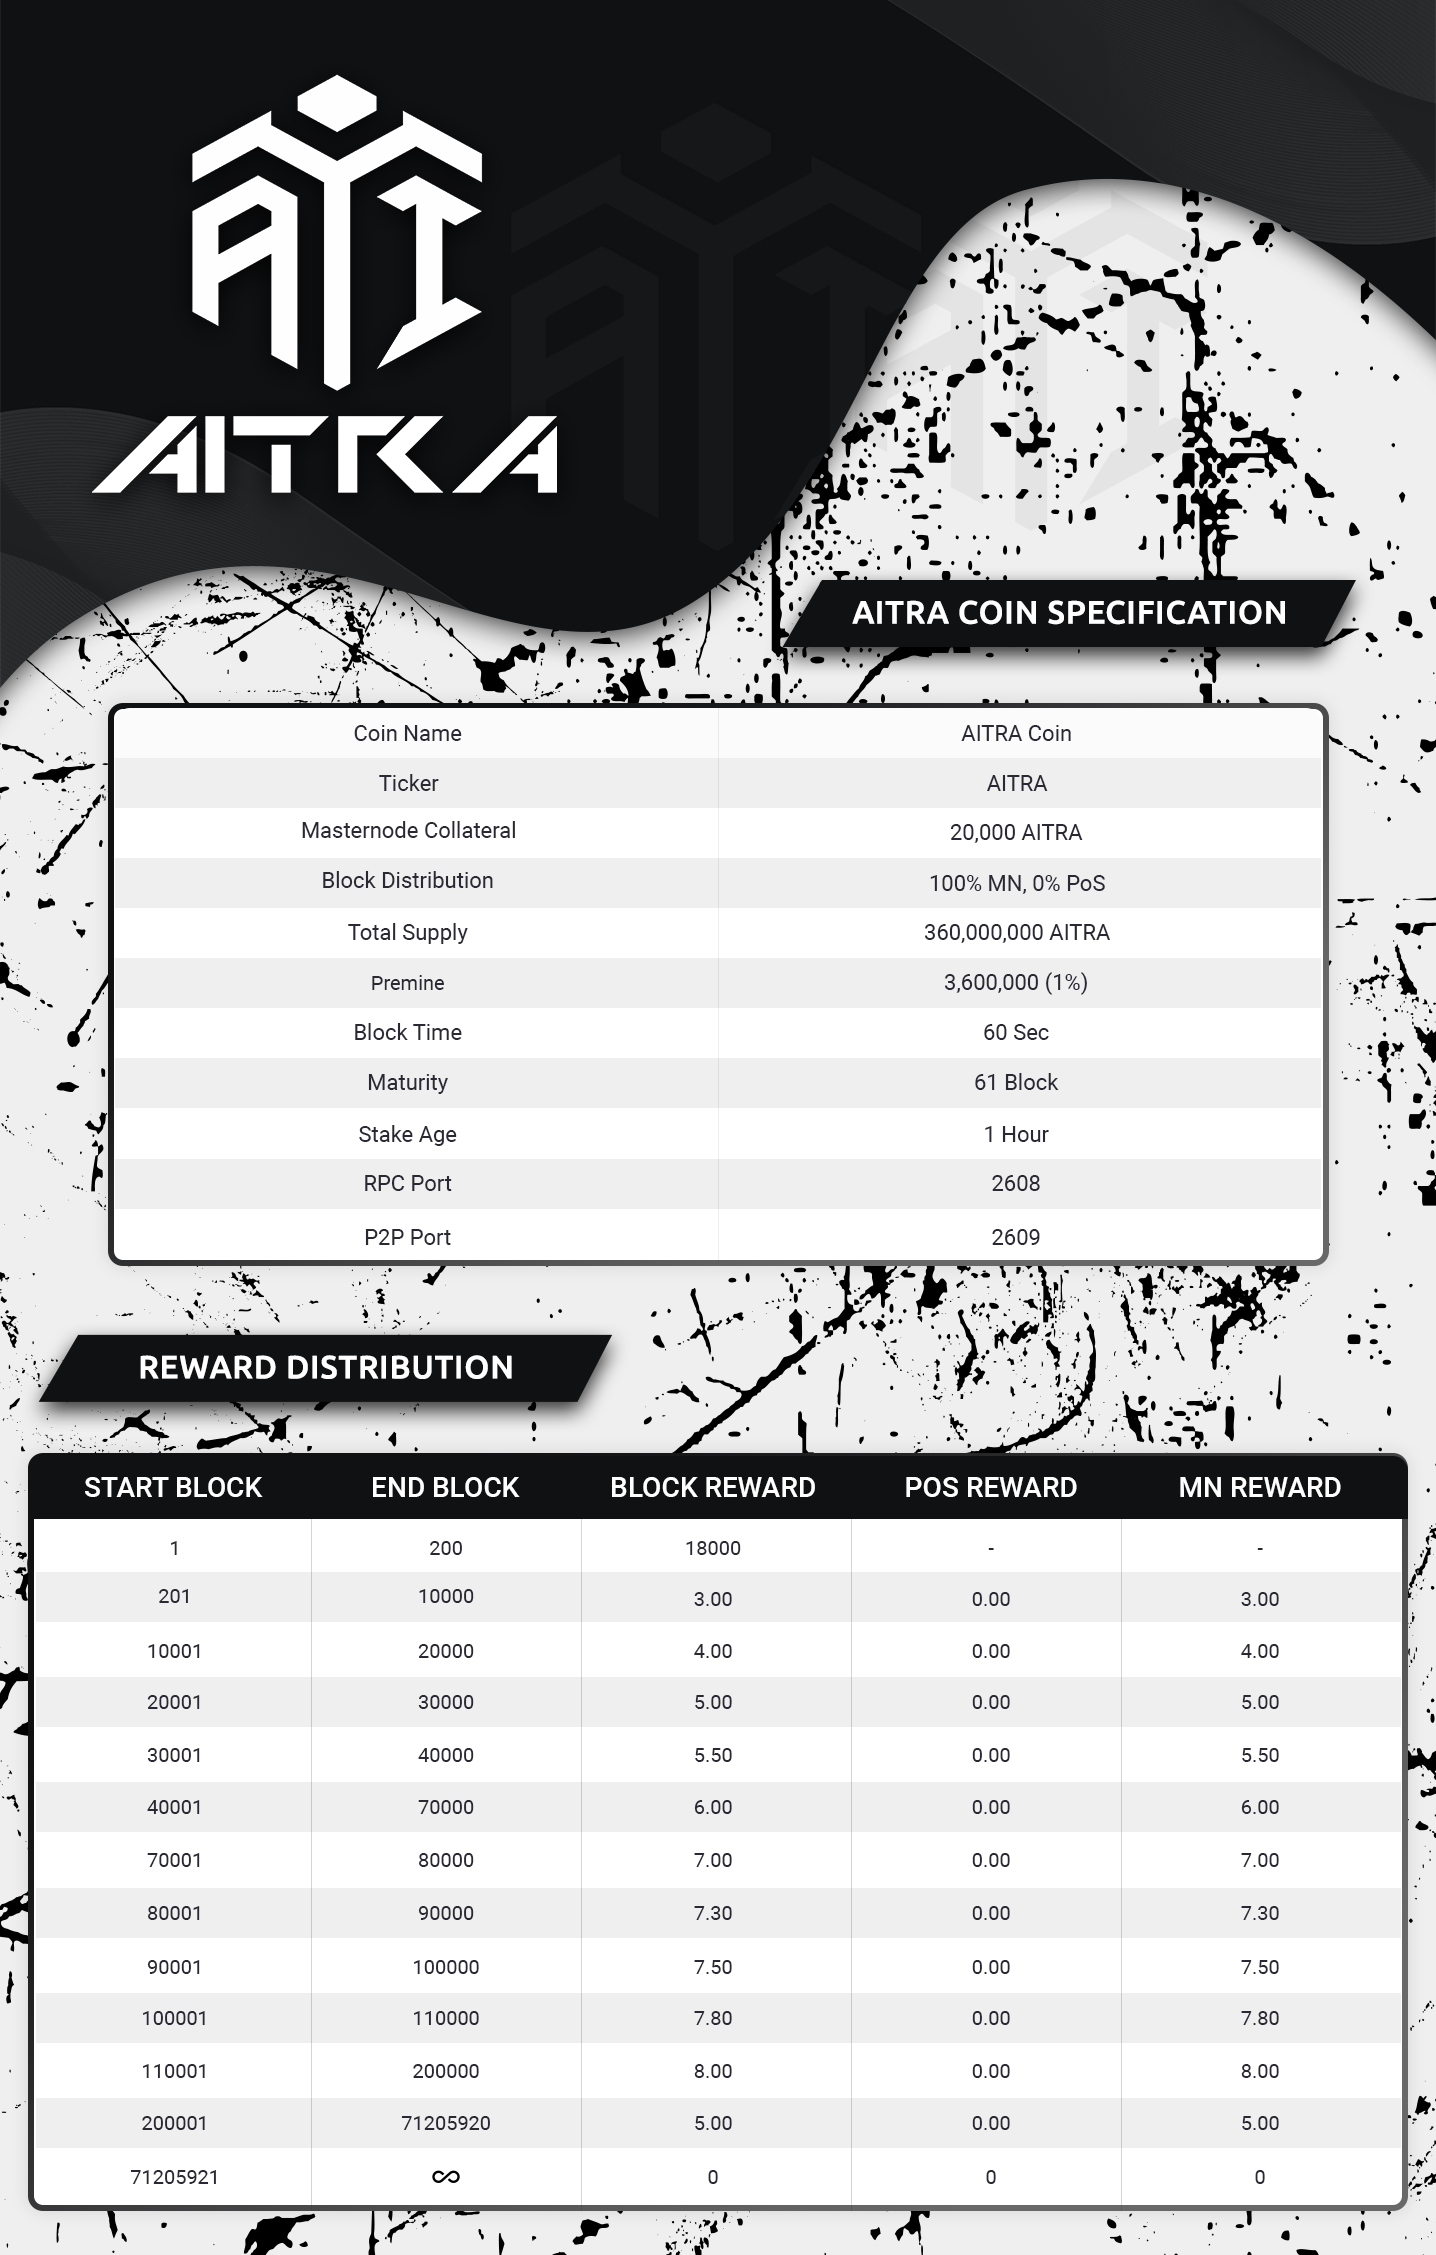 AITRA
AITRA COIN SPECIFICATION
Coin Name AITRA Coin
Ticker AITRA
Masternode Collateral 20,000 AITRA
Block Distribution 100% MN, 0% PoS
Total Supply 360,000,000 AITRA
Premine 3,600,000 (1%)
Block Time 60 Sec
Maturity 61 Block
Stake Age 1 Hour
RPC Port 2608
P2P Port 2609
REWARD DISTRIBUTION
START BLOCK END BLOCK BLOCK REWARD POS REWARD MN REWARD
1 200 18000 - -
201 10000 3.00 0.00 3.00
10001 20000 4.00 0.00 4.00
20001 30000 5.00 0.00 5.00
30001 40000 5.50 0.00 5.50
40001 70000 6.00 0.00 6.00
70001 80000 7.00 0.00 7.00
80001 90000 7.30 0.00 7.30
90001 100000 7.50 0.00 7.50
100001 110000 7.80 0.00 7.80
110001 200000 8.00 0.00 8.00
200001 71205920 5.00 0.00 5.00
71205921 ∞ 0 0 0